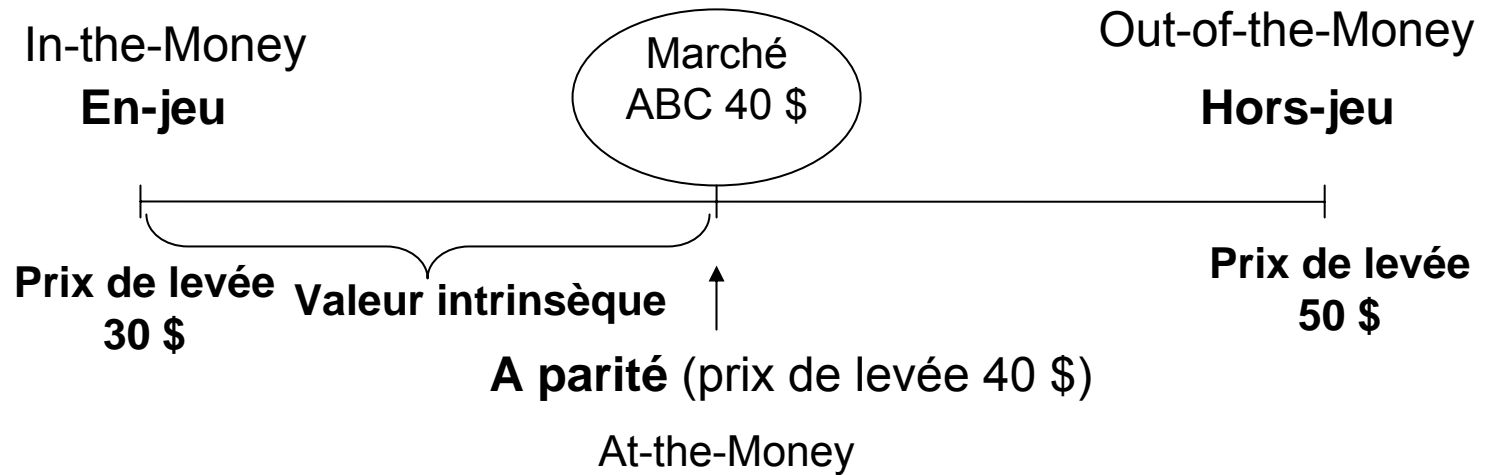 In-the-Money
En-jeu
Marché
ABC 40 $
Out-of-the-Money
Hors-jeu
Prix de levée
30 $
Valeur intrinsèque
Prix de levée
50 $
A parité (prix de levée 40 $)
At-the-Money